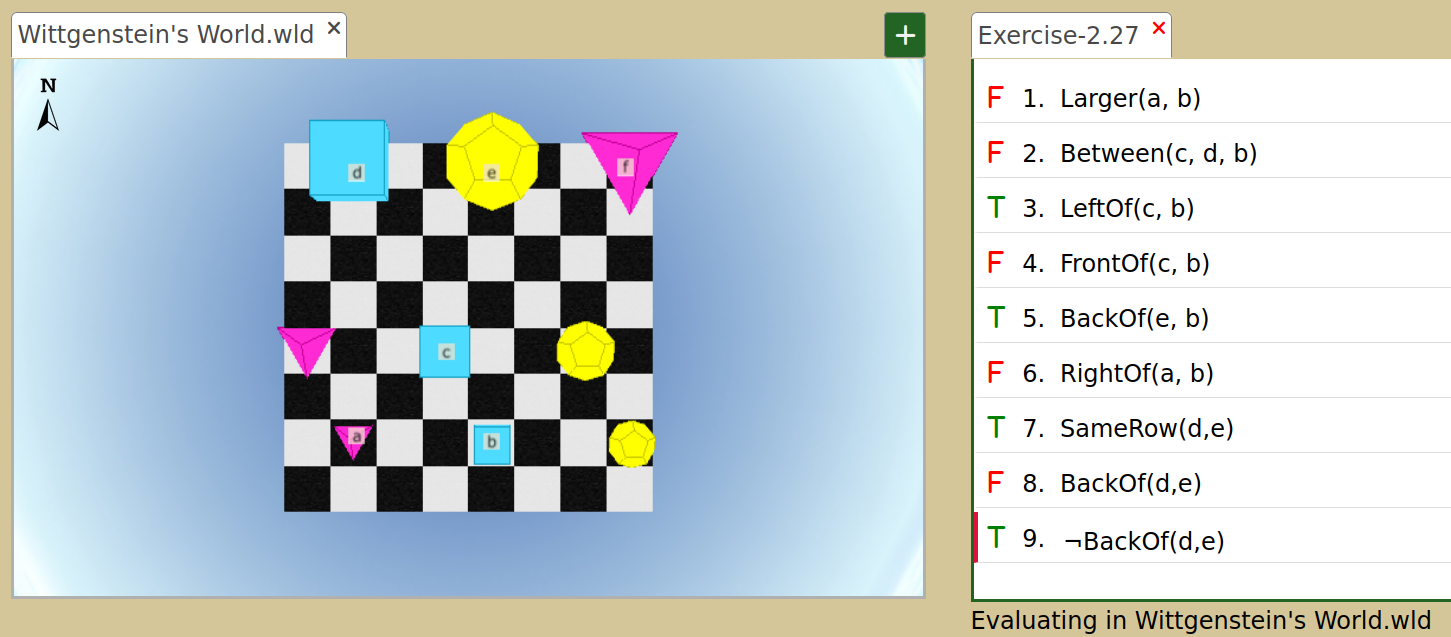 Wittgenstein's World.wld ×
+
Exercise-2.27 ×
N
d
e
f
c
a
b
F 1. Larger(a, b)
F 2. Between(c, d, b)
T 3. LeftOf(c, b)
F 4. FrontOf(c, b)
T 5. BackOf(e, b)
F 6. RightOf(a, b)
T 7. SameRow(d,e)
F 8. BackOf(d,e)
T 9. ¬BackOf(d,e)
Evaluating in Wittgenstein's World.wld